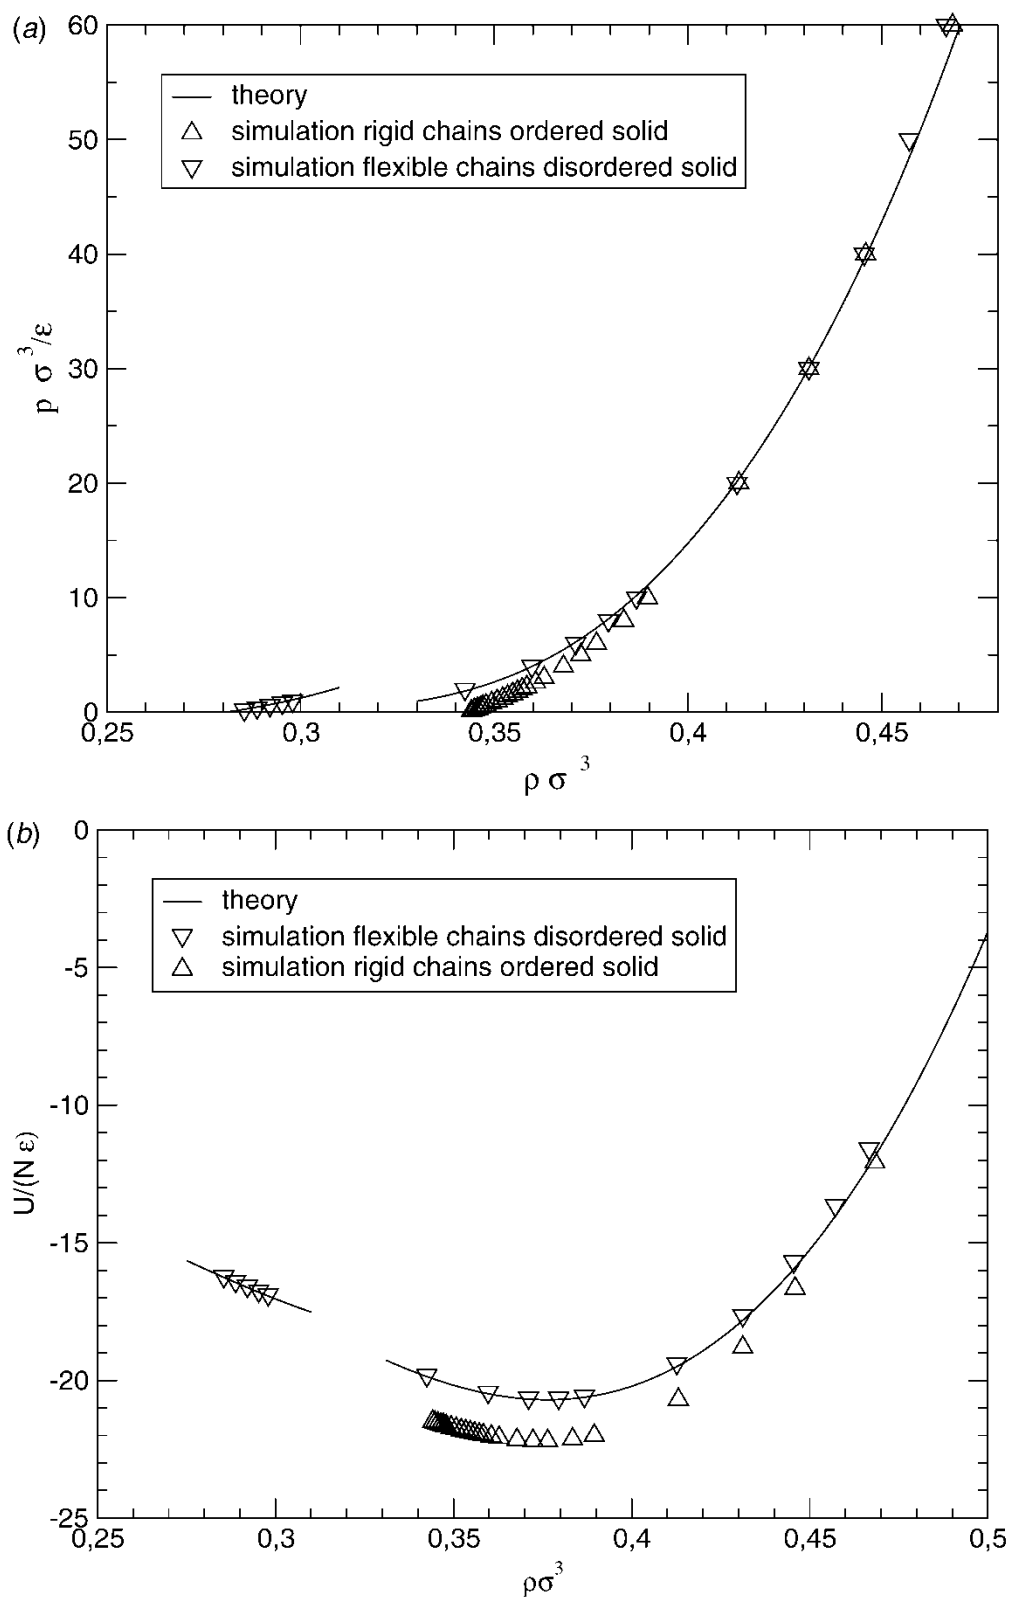 (a)
60
50
40
30
20
10
0
p σ³/ε
theory
simulation rigid chains ordered solid
simulation flexible chains disordered solid
0,25 0,3 0,35 0,4 0,45
ρ σ ³
(b)
0
-5
-10
-15
-20
-25
U/(N ε)
theory
simulation flexible chains disordered solid
simulation rigid chains ordered solid
0,25 0,3 0,35 0,4 0,45 0,5
ρσ³